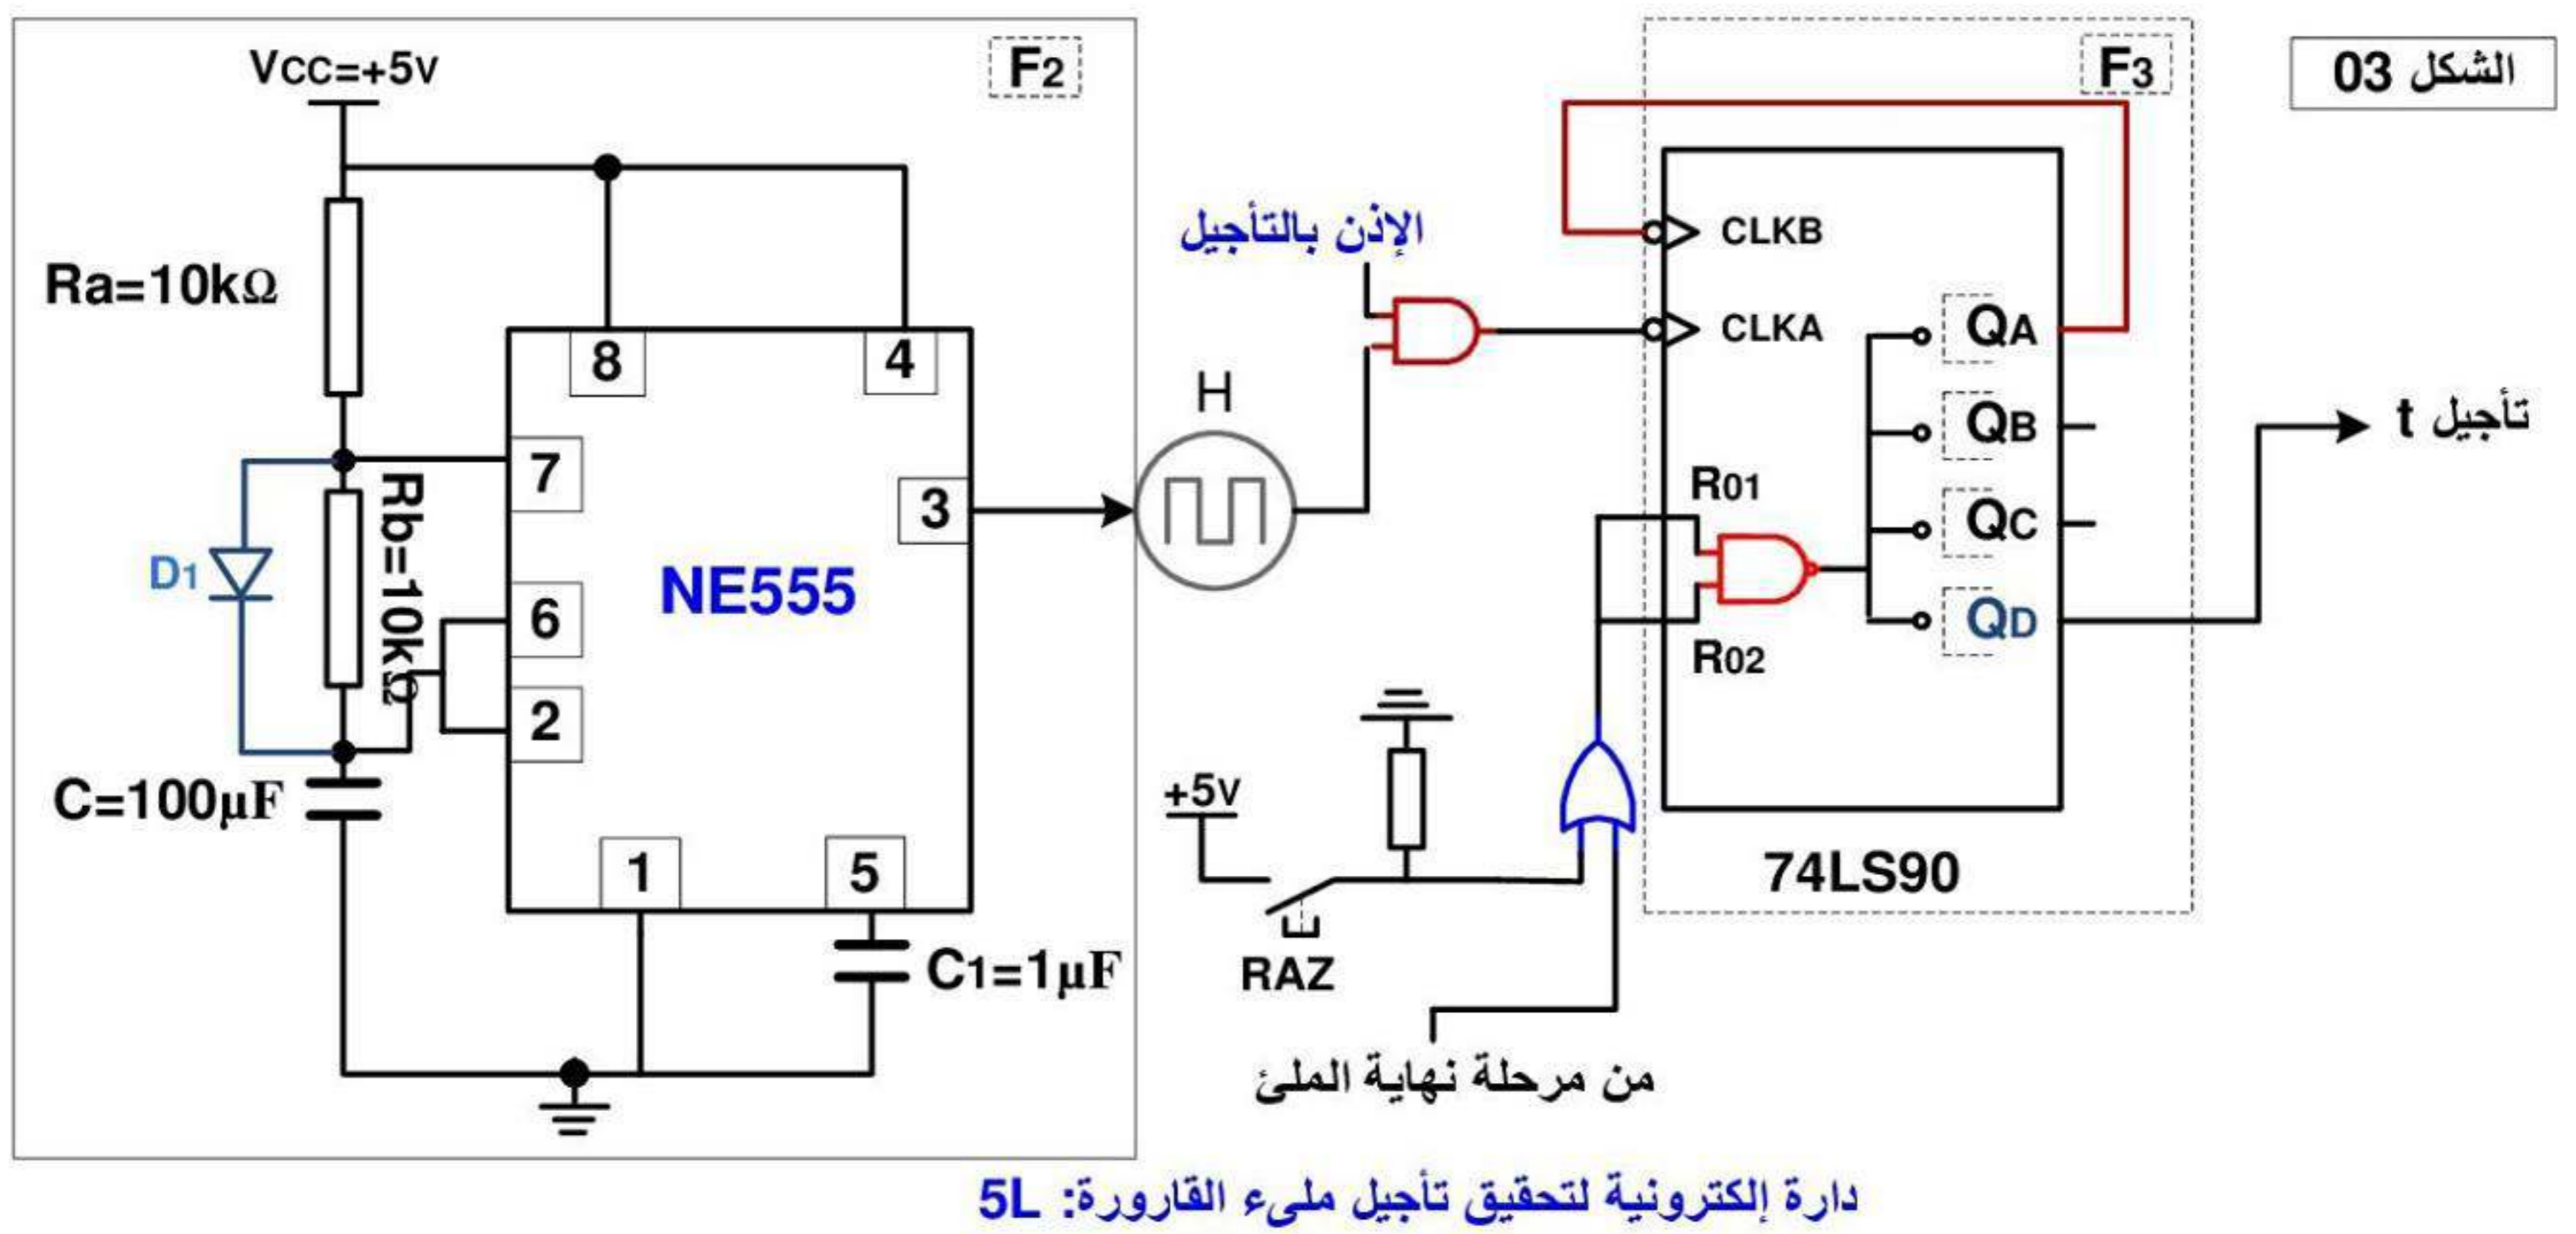 VCC=+5V
F2
F3
الشكل 03
Ra=10kΩ
8
4
7
Rb=10kΩ
D1
3
6
NE555
2
C=100µF
1
5
C1=1µF
H
الإذن بالتأجيل
CLKB
CLKA
QA
QB
تأجيل t
R01
QC
QD
R02
+5V
74LS90
RAZ
من مرحلة نهاية الملئ
دارة إلكترونية لتحقيق تأجيل ملىء القارورة: 5L